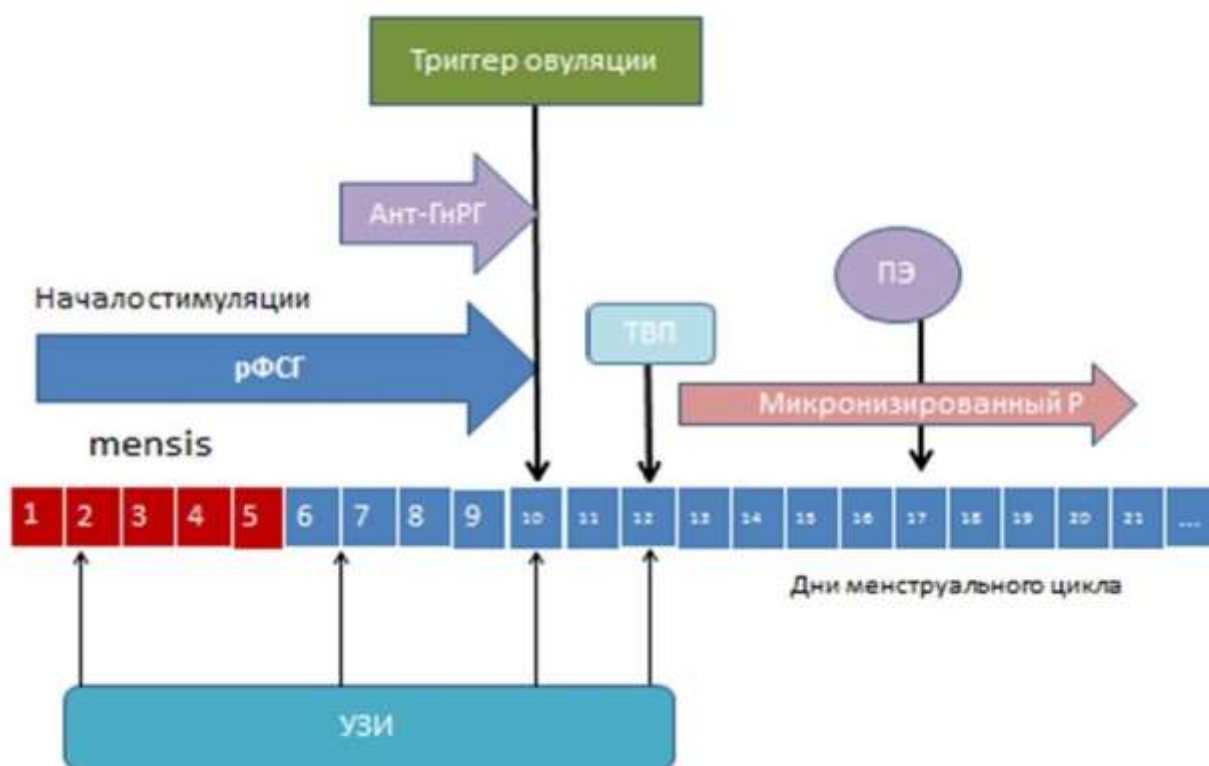 Триггер овуляции
Ант-ГнРГ
ПЭ
Начало стимуляции
ТВП
рФСГ
Микронизированный Р
mensis
1 2 3 4 5 6 7 8 9 10 11 12 13 14 15 16 17 18 19 20 21 ...
Дни менструального цикла
УЗИ